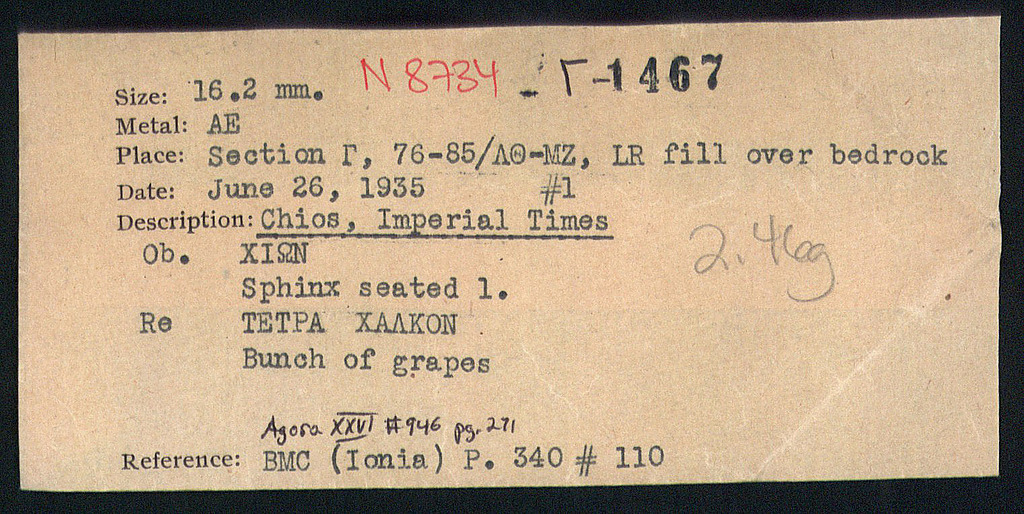 N 8734 - Γ-1467
Size: 16.2 mm.
Metal: AE
Place: Section Γ, 76-85/ΛΘ-ΜΖ, LR fill over bedrock
Date: June 26, 1935 #1
Description: Chios, Imperial Times
Ob. ΧΙΩΝ
2.46g
Sphinx seated l.
Re ΤΕΤΡΑ ΧΑΛΚΟΝ
Bunch of grapes
Agora XXVI #946 pg. 271
Reference: BMC (Ionia) P. 340 # 110